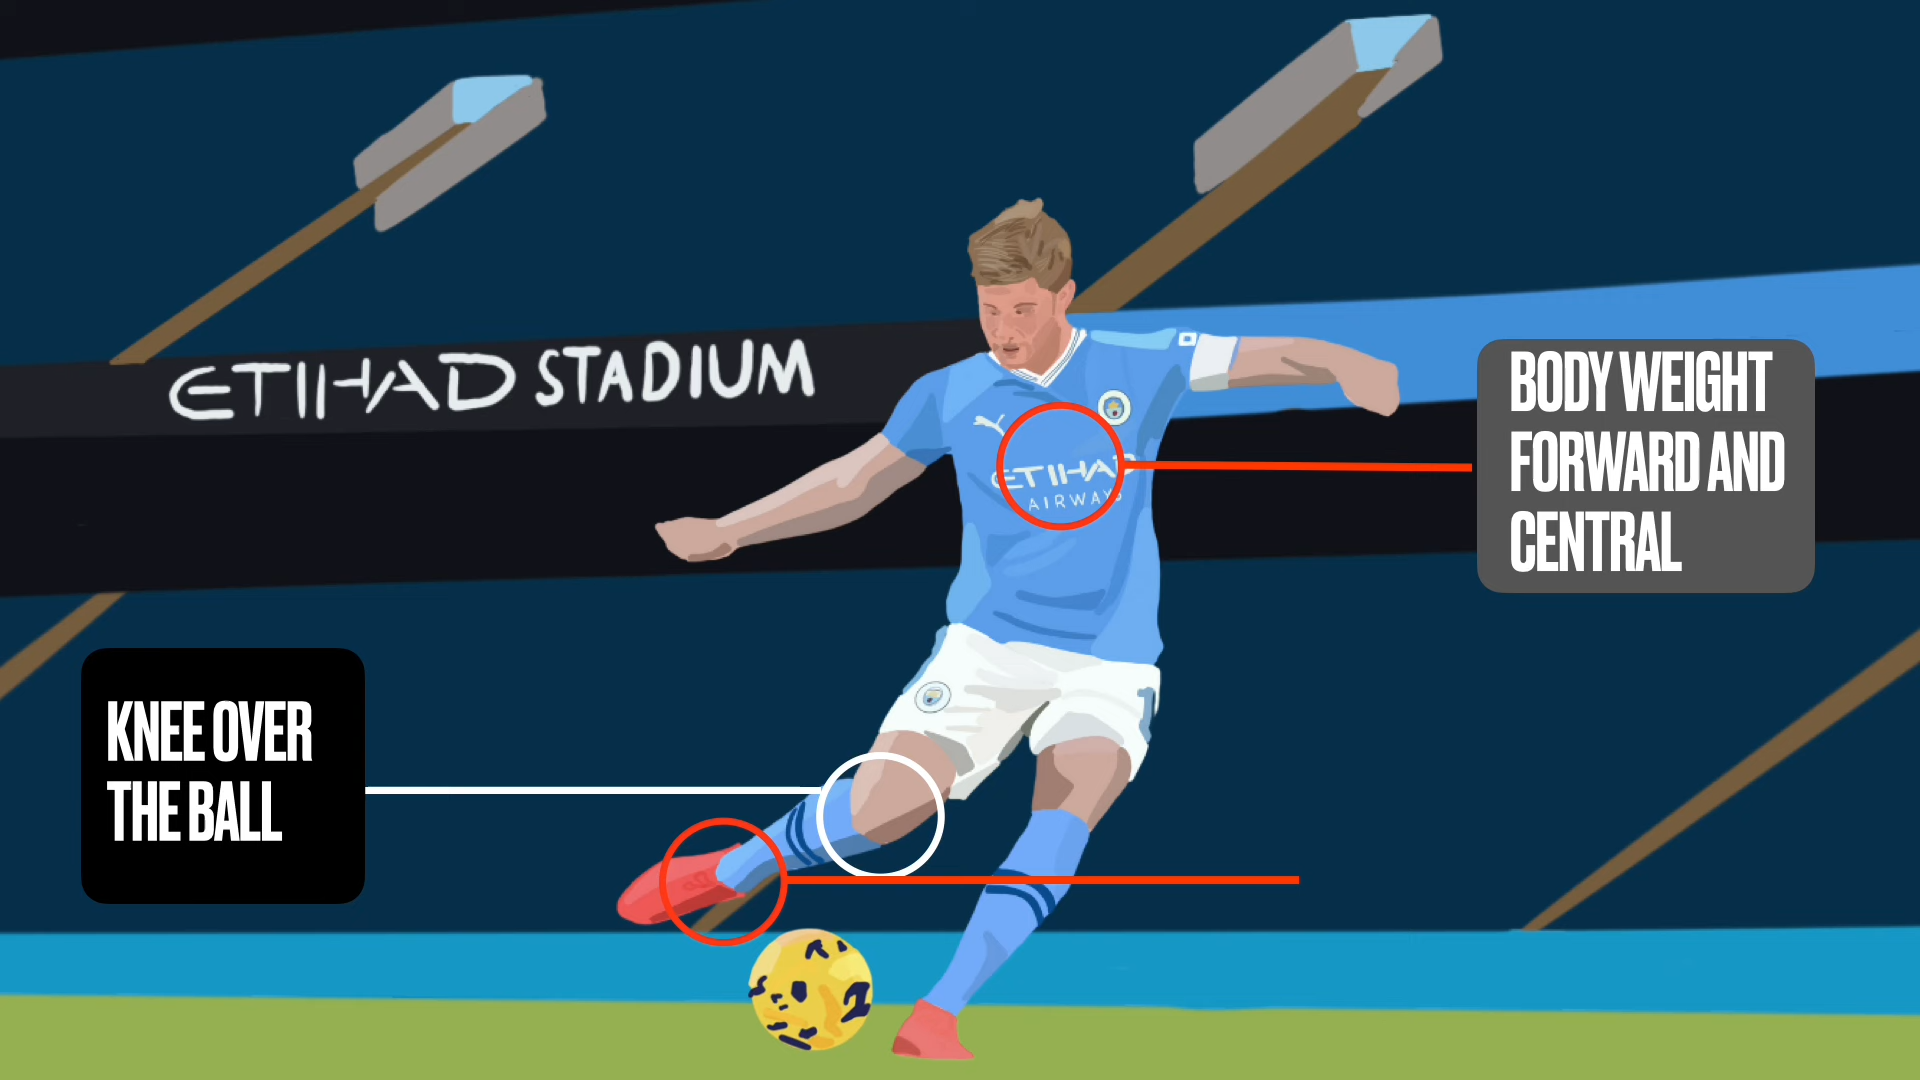 ETIHAD STADIUM
BODY WEIGHT
FORWARD AND
CENTRAL
ETIHAD
AIRWAYS
KNEE OVER
THE BALL